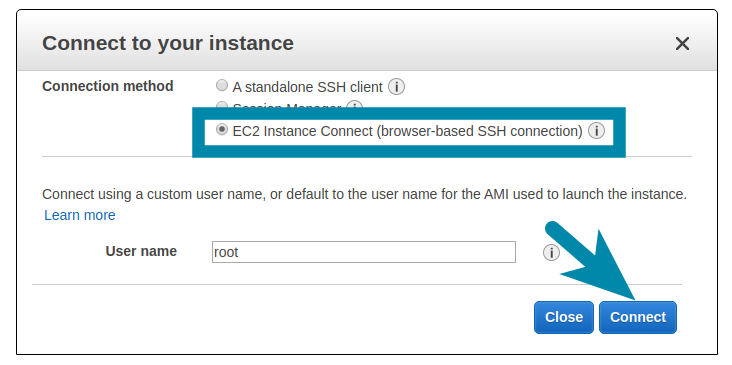 Connect to your instance
Connection method
A standalone SSH client
Session Manager
EC2 Instance Connect (browser-based SSH connection)
Connect using a custom user name, or default to the user name for the AMI used to launch the instance.
Learn more
User name root
Close Connect